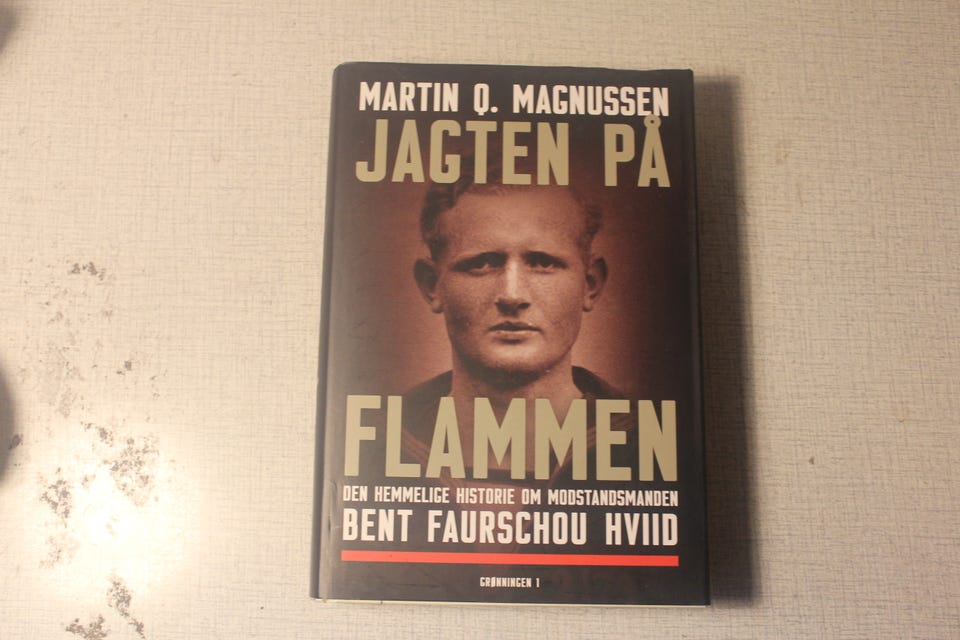 MARTIN Q. MAGNUSSEN
JAGTEN PÅ
FLAMMEN
DEN HEMMELIGE HISTORIE OM MODSTANDSMANDEN
BENT FAURSCHOU HVIID
GRØNNINGEN 1